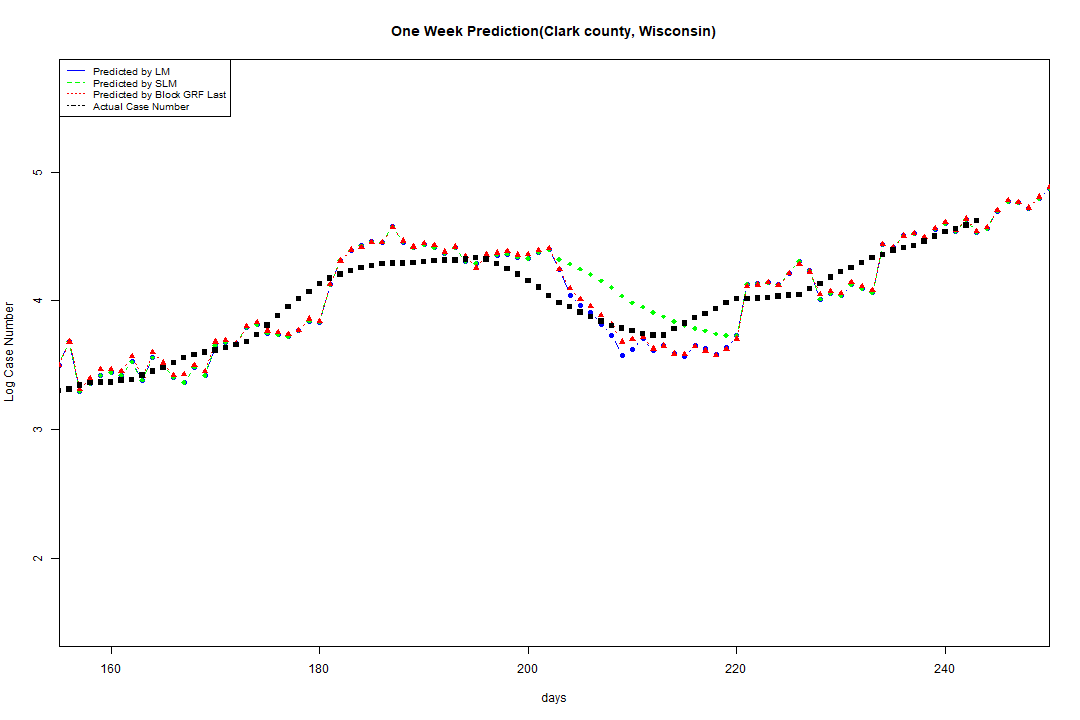 One Week Prediction(Clark county, Wisconsin)
Predicted by LM
Predicted by SLM
Predicted by Block GRF Last
Actual Case Number
5
4
3
2
Log Case Number
160 180 200 220 240
days